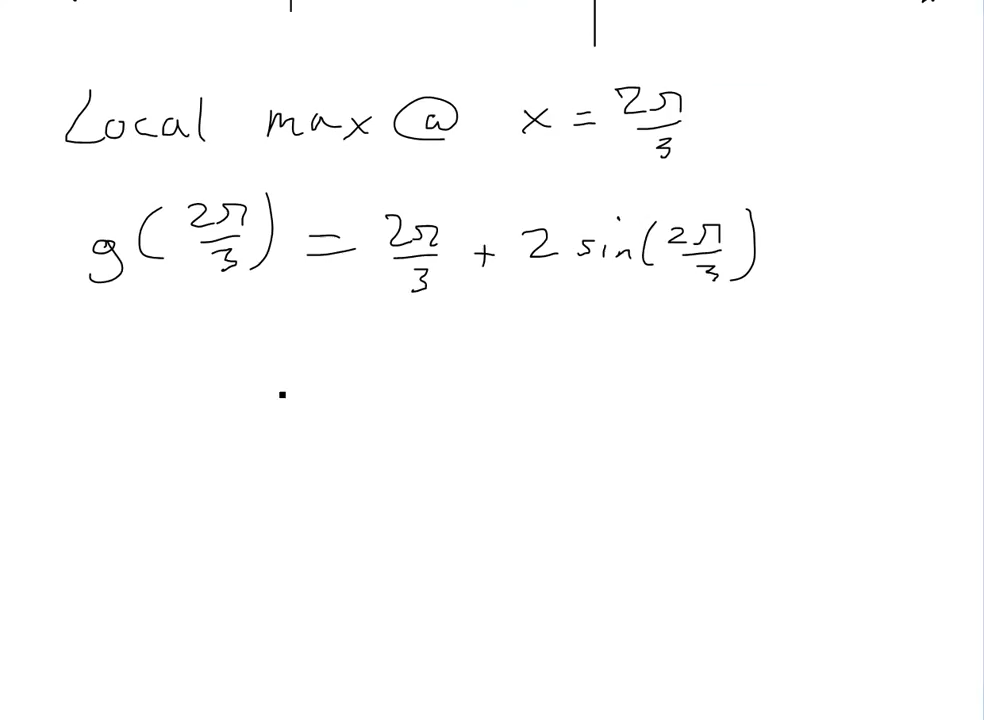 Local max @ x = 2π/3
g(2π/3) = 2π/3 + 2 sin(2π/3)